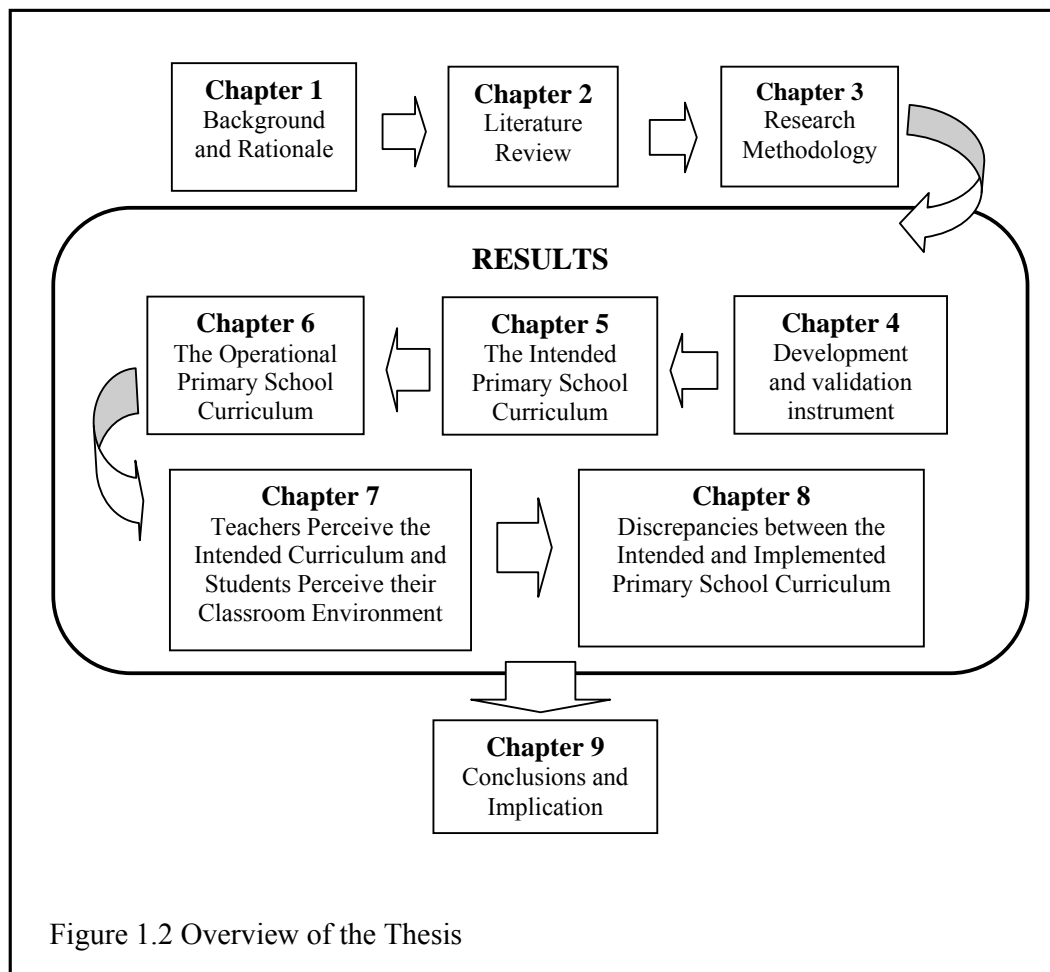 Chapter 1
Background
and Rationale
Chapter 2
Literature
Review
Chapter 3
Research
Methodology
RESULTS
Chapter 4
Development
and validation
instrument
Chapter 5
The Intended
Primary School
Curriculum
Chapter 6
The Operational
Primary School
Curriculum
Chapter 7
Teachers Perceive the
Intended Curriculum and
Students Perceive their
Classroom Environment
Chapter 8
Discrepancies between the
Intended and Implemented
Primary School Curriculum
Chapter 9
Conclusions and
Implication
Figure 1.2 Overview of the Thesis